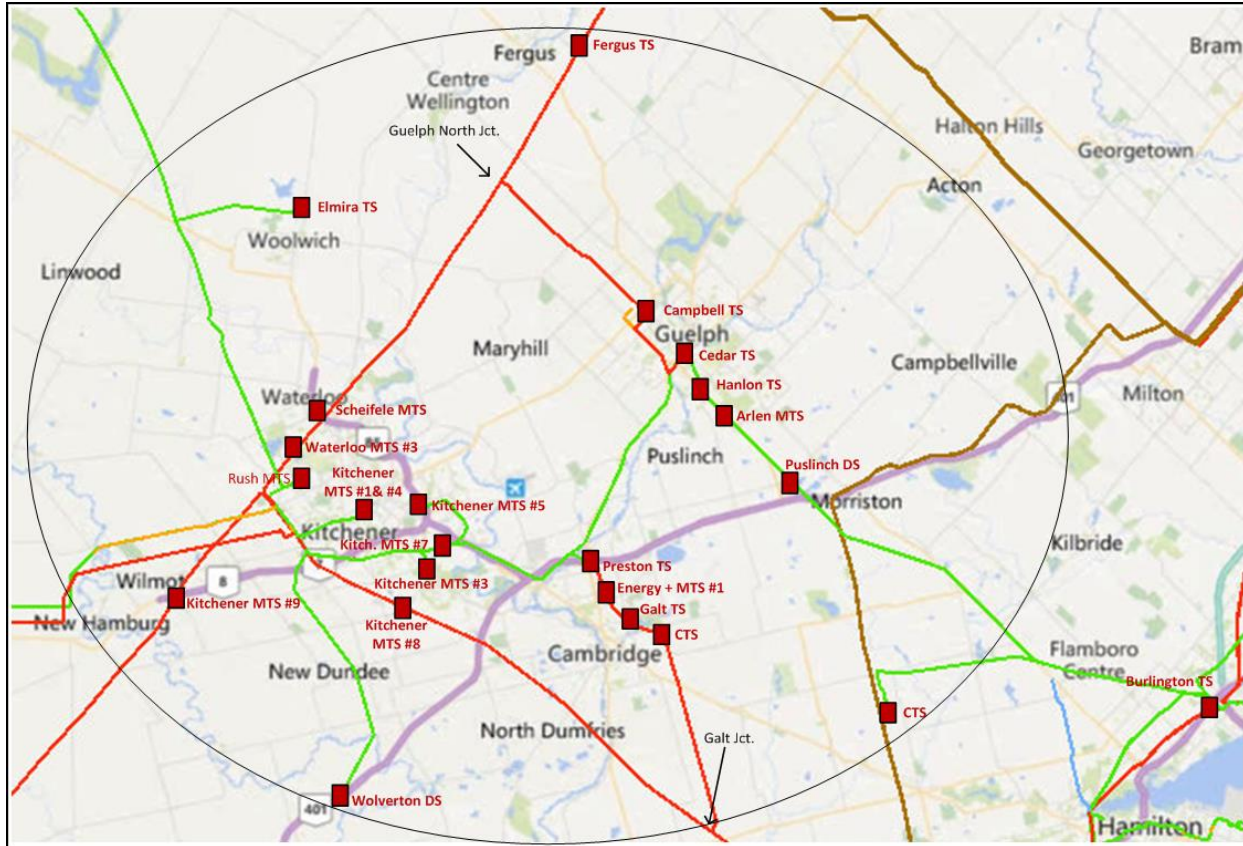 Fergus
Fergus TS
Bram
Centre
Wellington
Guelph North Jct.
Halton Hills
Georgetown
Acton
Elmira TS
Woolwich
Linwood
Campbell TS
Guelph
Maryhill
Cedar TS
Campbellville
Hanlon TS
Milton
401
Waterloo
Scheifele MTS
Arlen MTS
Waterloo MTS #3
Puslinch
Puslinch DS
Rush MTS
Kitchener
MTS #1& #4
Morriston
Kitchener MTS #5
Kitchener
Kitch. MTS #7
Kilbride
Preston TS
Wilmot
8
Kitchener MTS #3
Energy + MTS #1
Kitchener MTS #9
Galt TS
New Hamburg
Kitchener
MTS #8
CTS
Cambridge
Flamboro
Centre
New Dundee
Burlington TS
CTS
North Dumfries
Galt Jct.
Wolverton DS
401
Hamilton